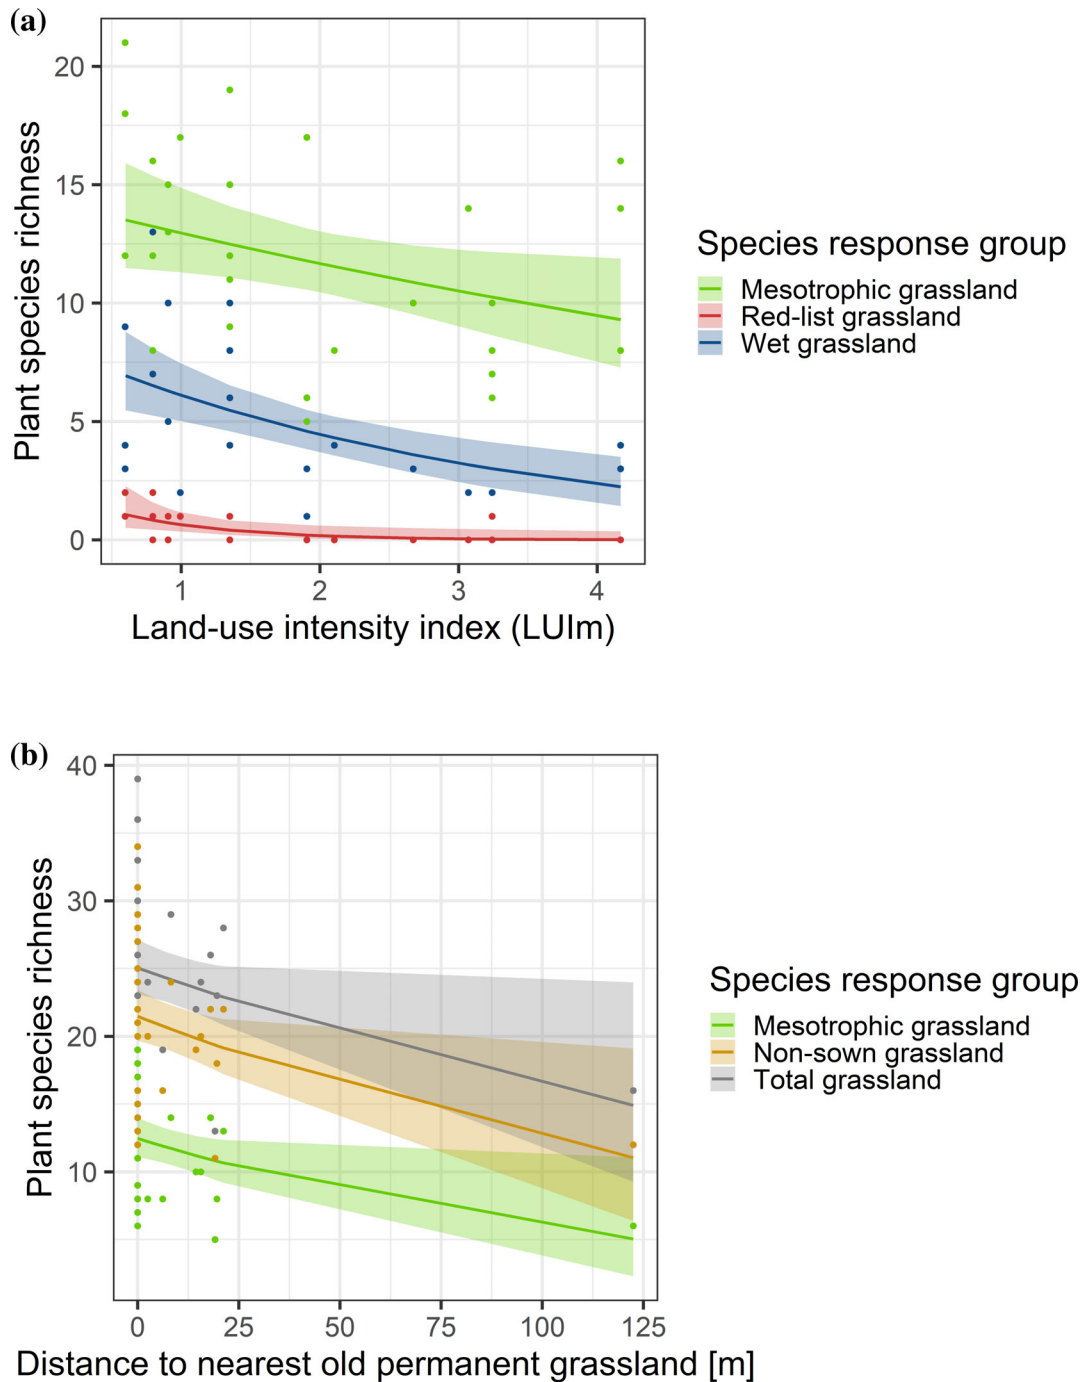 (a)
20
15
10
5
0
Plant species richness
1 2 3 4
Land-use intensity index (LUIm)
Species response group
Mesotrophic grassland
Red-list grassland
Wet grassland
(b)
40
30
20
10
Plant species richness
0 25 50 75 100 125
Distance to nearest old permanent grassland [m]
Species response group
Mesotrophic grassland
Non-sown grassland
Total grassland